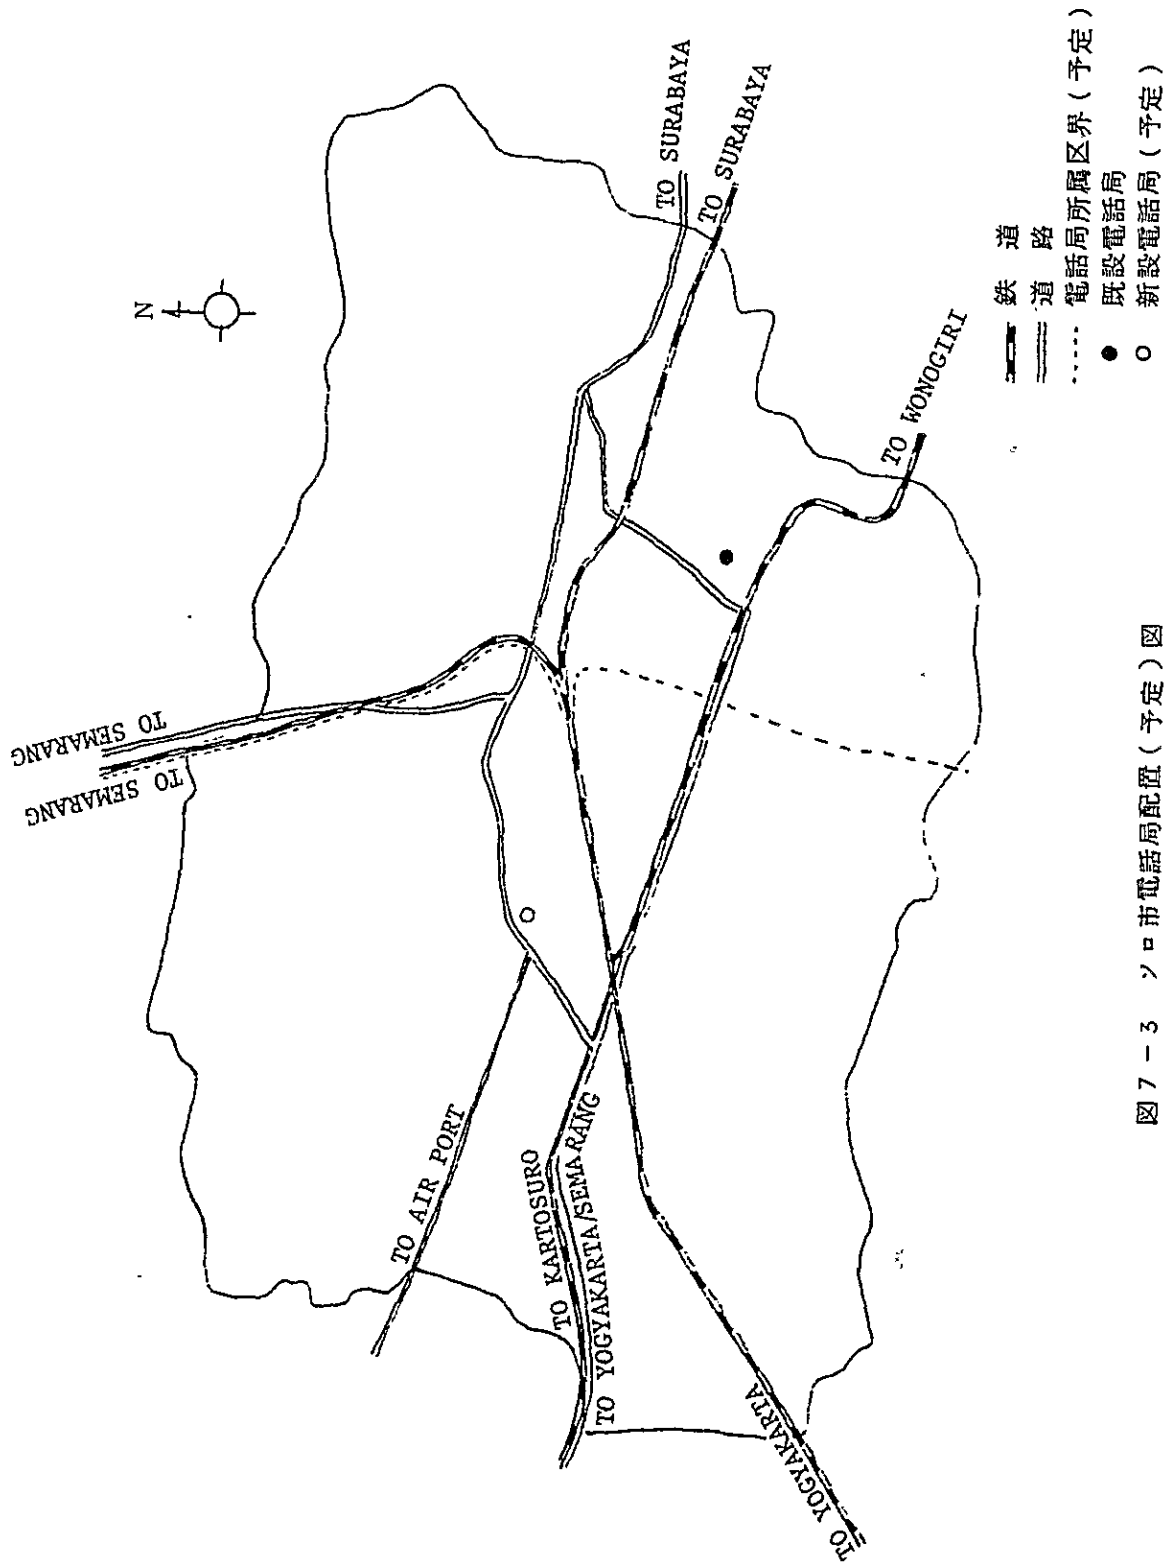 N
TO SEMARANG
TO SEMARANG
TO SURABAYA
TO SURABAYA
TO WONOGIRI
TO AIR PORT
TO KARTOSURO
TO YOGYAKARTA/SEMARANG
TO YOGYAKARTA
鉄 道
道 路
電話局所属区界(予定)
既設電話局
新設電話局(予定)
図7-3 ソロ市電話局配置(予定)図